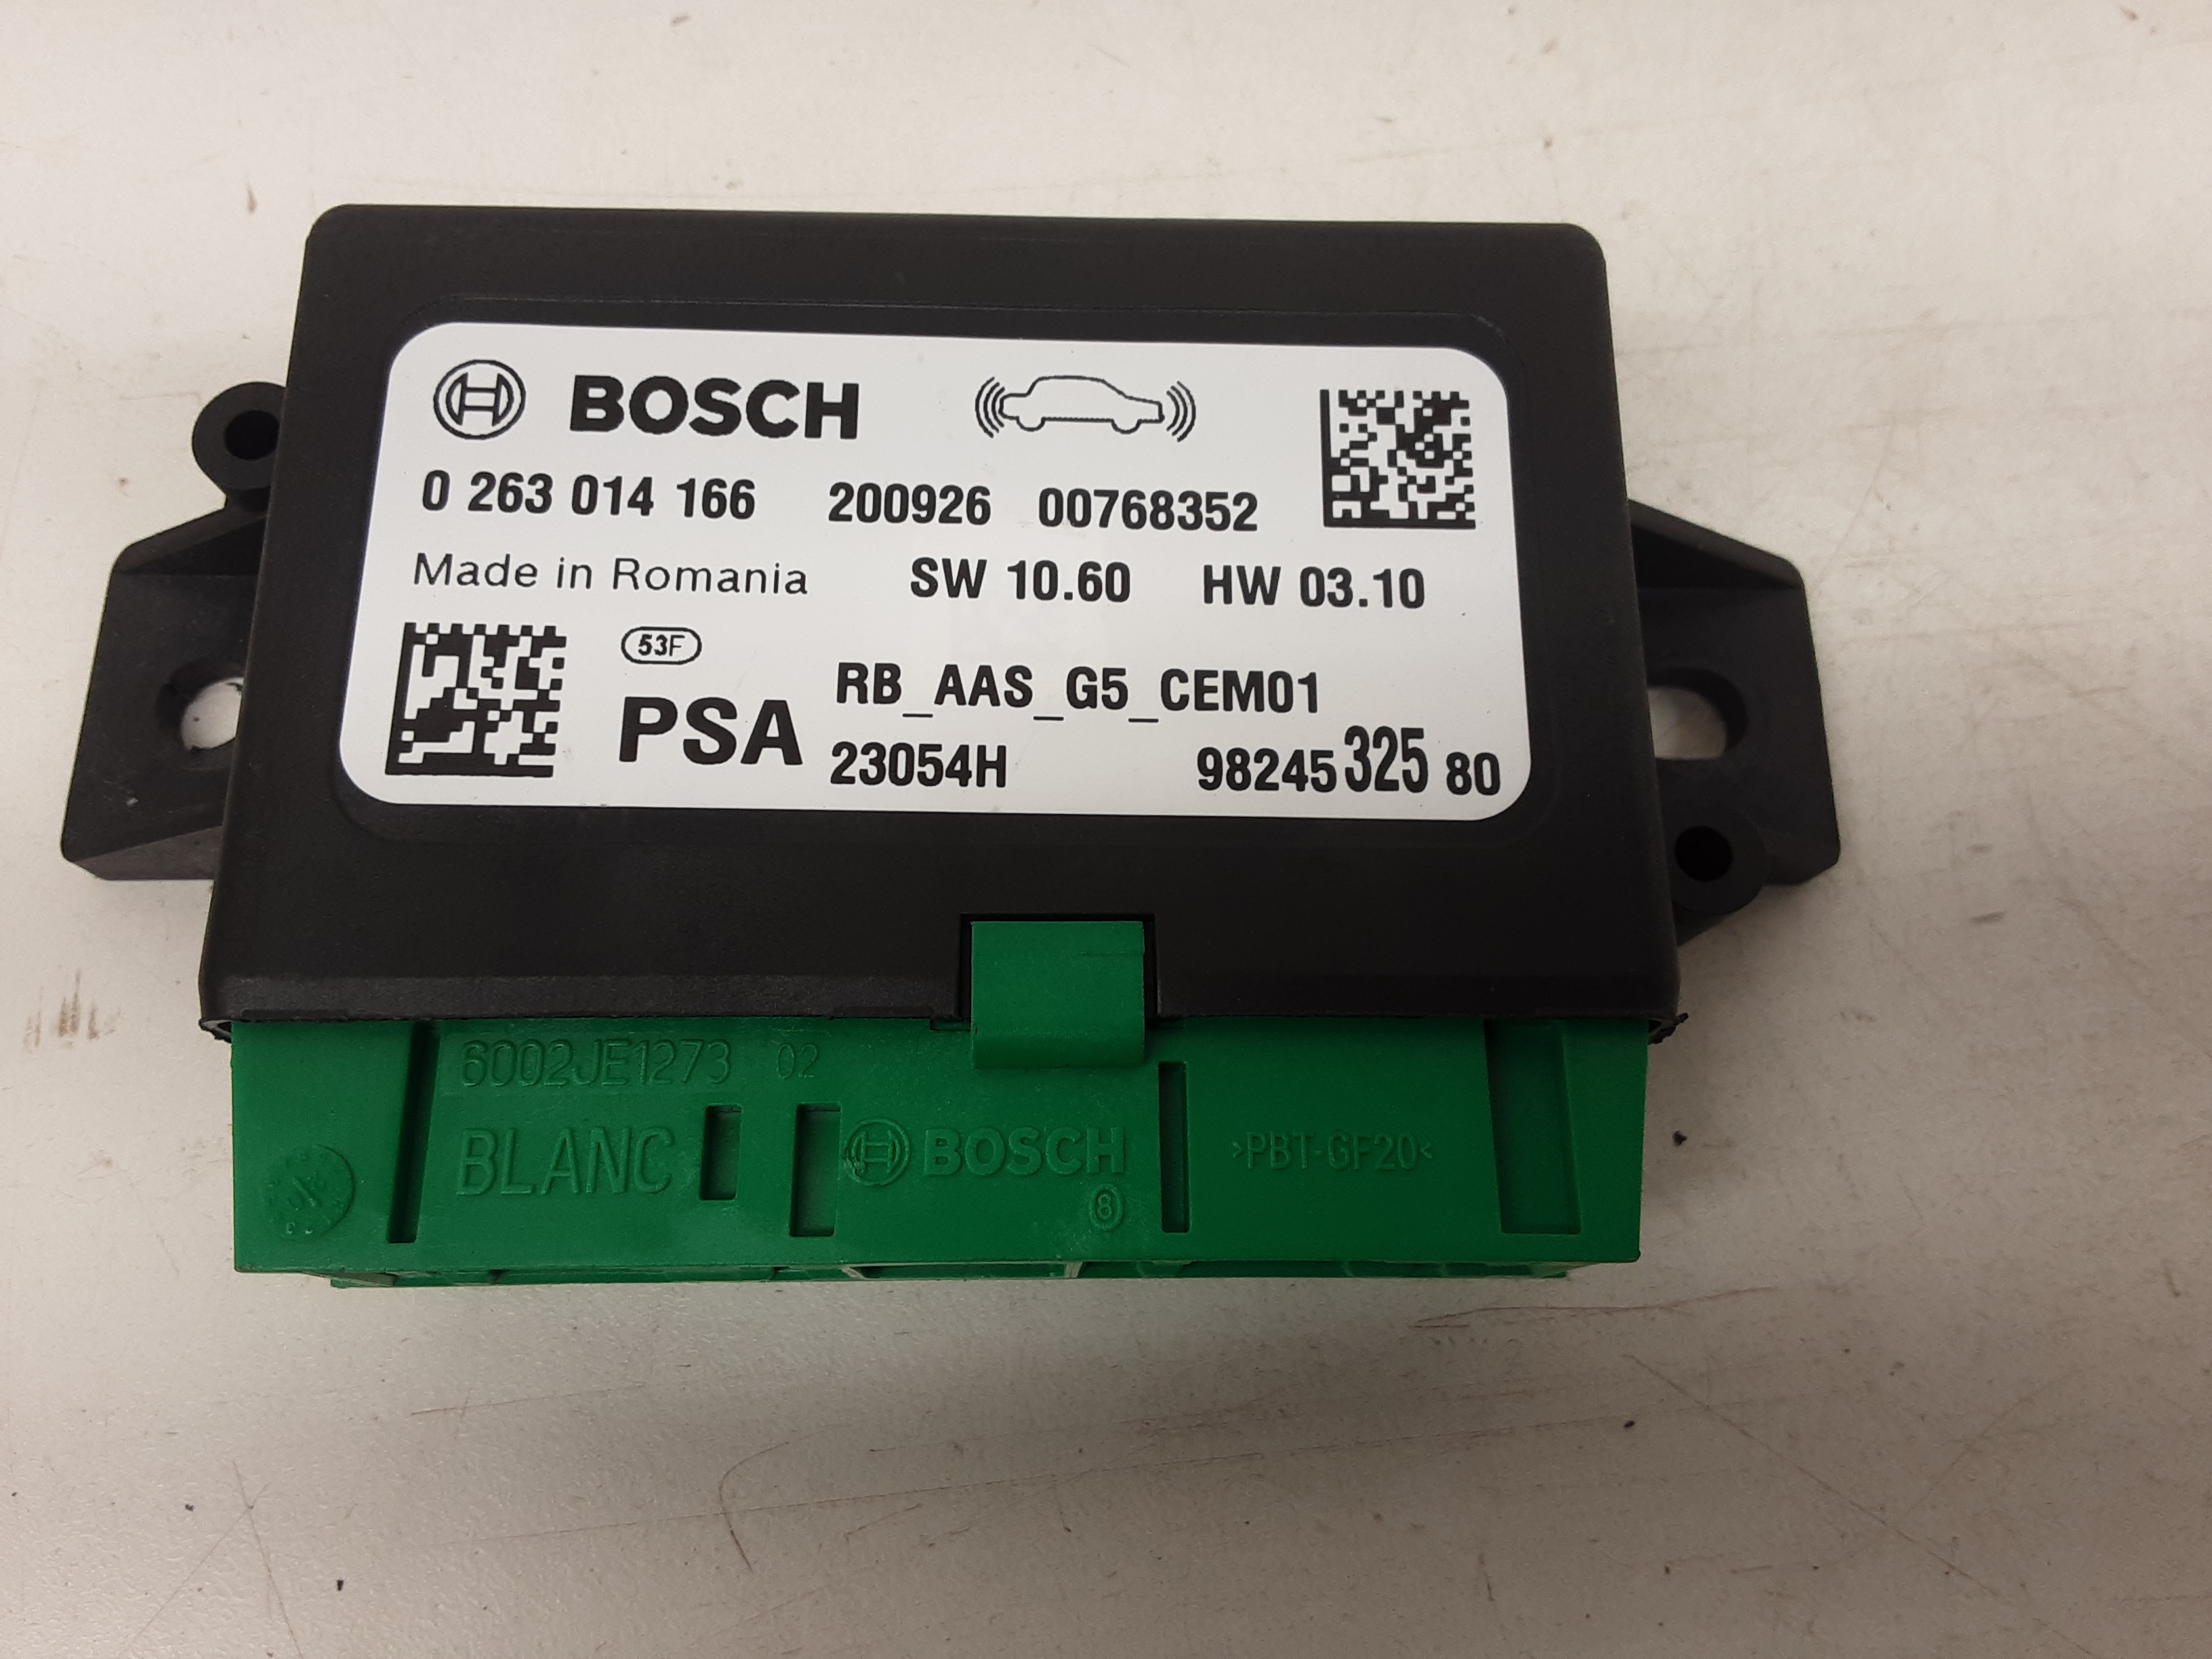 BOSCH
0 263 014 166 200926 00768352
Made in Romania SW 10.60 HW 03.10
53F
PSA RB_AAS_G5_CEM01
23054H 98245 325 80
6002JE1273 02
BLANC BOSCH >PBT-GF20<
8